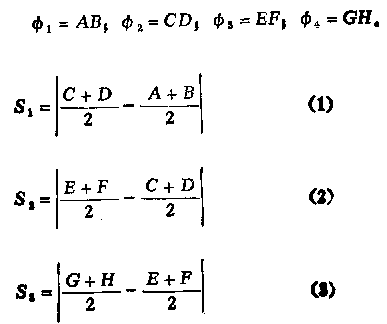 ϕ₁ = AB; ϕ₂ = CD; ϕ₃ = EF; ϕ₄ = GH.
S₁ = |(C + D)/2 − (A + B)/2| (1)
S₂ = |(E + F)/2 − (C + D)/2| (2)
S₃ = |(G + H)/2 − (E + F)/2| (3)